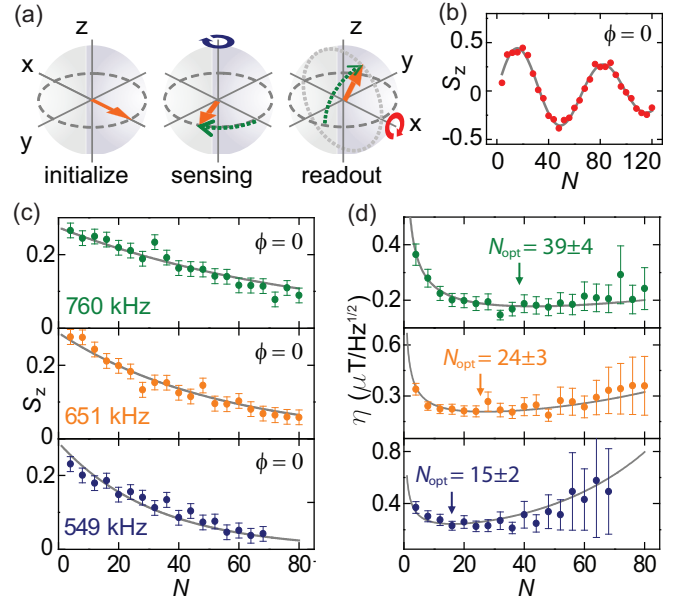 (a)
z
x
y
initialize
sensing
z
y
x
readout
(b)
S_z
0.5
0
-0.5
ϕ = 0
0 40 80 120
N
(c)
S_z
0.2
0
ϕ = 0
760 kHz
0.2
0
ϕ = 0
651 kHz
0.2
0
ϕ = 0
549 kHz
0 20 40 60 80
N
(d)
η (μT/Hz^{1/2})
0.4
0.2
N_opt = 39±4
0.6
0.3
N_opt = 24±3
0.4
0.2
N_opt = 15±2
0 20 40 60 80
N